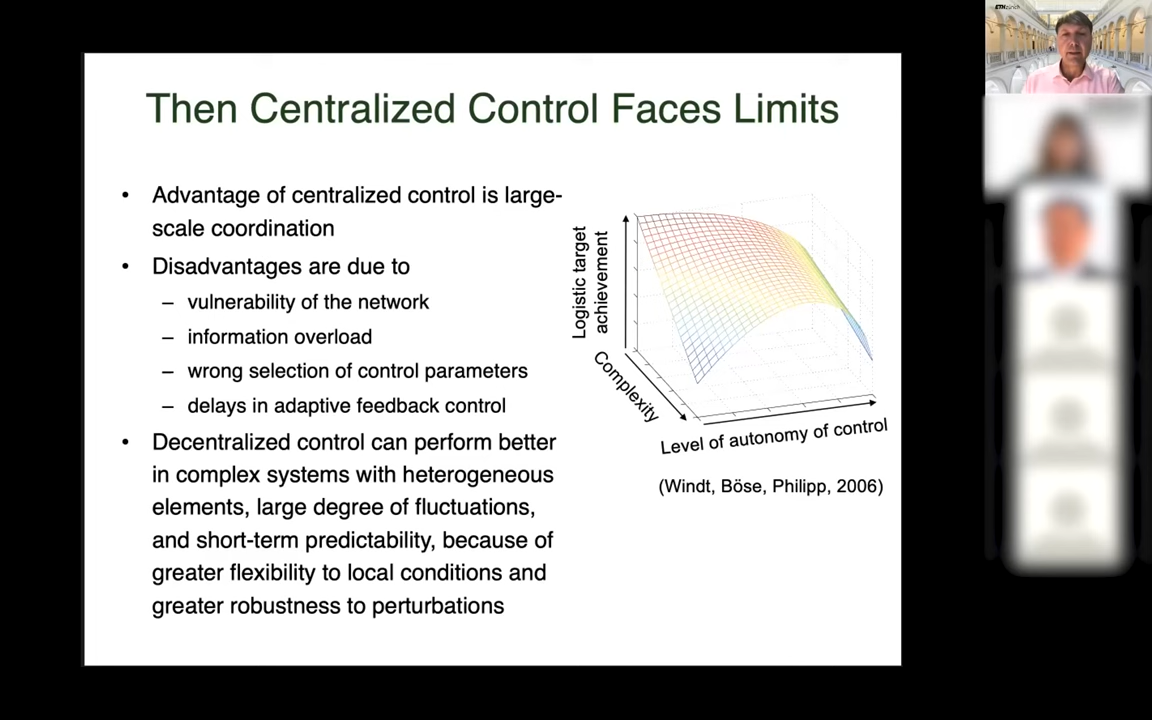 Then Centralized Control Faces Limits
• Advantage of centralized control is large-
scale coordination
• Disadvantages are due to
– vulnerability of the network
– information overload
– wrong selection of control parameters
– delays in adaptive feedback control
• Decentralized control can perform better
in complex systems with heterogeneous
elements, large degree of fluctuations,
and short-term predictability, because of
greater flexibility to local conditions and
greater robustness to perturbations
Logistic target
achievement
Complexity
Level of autonomy of control
(Windt, Böse, Philipp, 2006)
ETH zürich